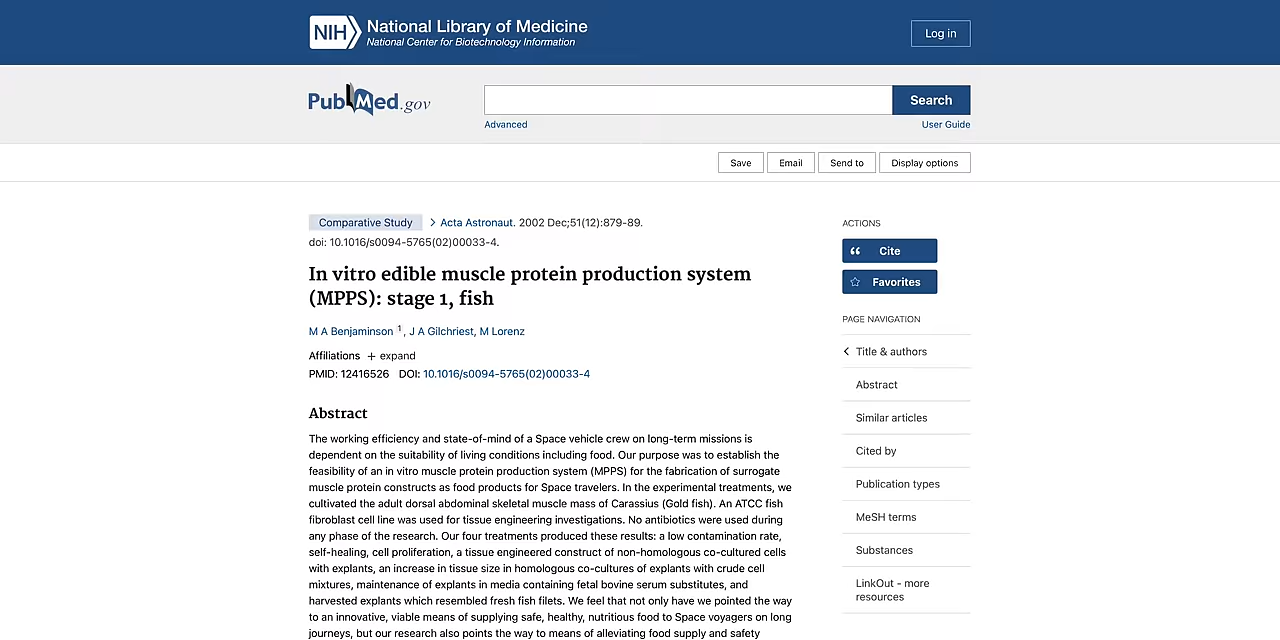 NIH National Library of Medicine
National Center for Biotechnology Information
Log in
PubMed.gov
Search
Advanced
User Guide
Save
Email
Send to
Display options
Comparative Study > Acta Astronaut. 2002 Dec;51(12):879-89.
doi: 10.1016/s0094-5765(02)00033-4.
In vitro edible muscle protein production system
(MPPS): stage 1, fish
M A Benjaminson 1, J A Gilchriest, M Lorenz
Affiliations + expand
PMID: 12416526 DOI: 10.1016/s0094-5765(02)00033-4
Abstract
The working efficiency and state-of-mind of a Space vehicle crew on long-term missions is
dependent on the suitability of living conditions including food. Our purpose was to establish the
feasibility of an in vitro muscle protein production system (MPPS) for the fabrication of surrogate
muscle protein constructs as food products for Space travelers. In the experimental treatments, we
cultivated the adult dorsal abdominal skeletal muscle mass of Carassius (Gold fish). An ATCC fish
fibroblast cell line was used for tissue engineering investigations. No antibiotics were used during
any phase of the research. Our four treatments produced these results: a low contamination rate,
self-healing, cell proliferation, a tissue engineered construct of non-homologous co-cultured cells
with explants, an increase in tissue size in homologous co-cultures of explants with crude cell
mixtures, maintenance of explants in media containing fetal bovine serum substitutes, and
harvested explants which resembled fresh fish filets. We feel that not only have we pointed the way
to an innovative, viable means of supplying safe, healthy, nutritious food to Space voyagers on long
journeys, but our research also points the way to means of alleviating food supply and safety
ACTIONS
Cite
Favorites
PAGE NAVIGATION
Title & authors
Abstract
Similar articles
Cited by
Publication types
MeSH terms
Substances
LinkOut - more
resources